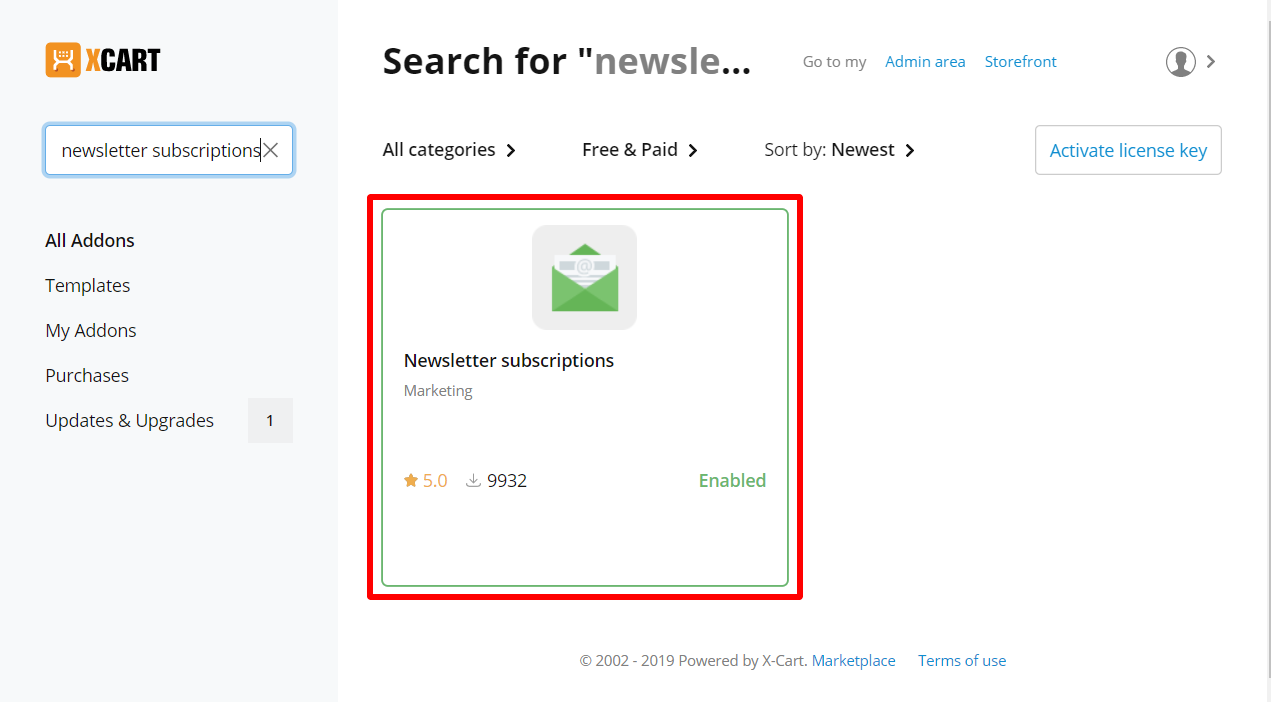 XCART
newsletter subscriptions
All Addons
Templates
My Addons
Purchases
Updates & Upgrades 1
Search for "newsle...
Go to my Admin area Storefront
All categories Free & Paid Sort by: Newest Activate license key
@
Newsletter subscriptions
Marketing
5.0 9932 Enabled
© 2002 - 2019 Powered by X-Cart. Marketplace Terms of use